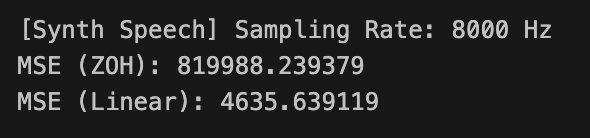 [Synth Speech] Sampling Rate: 8000 Hz
MSE (ZOH): 819988.239379
MSE (Linear): 4635.639119